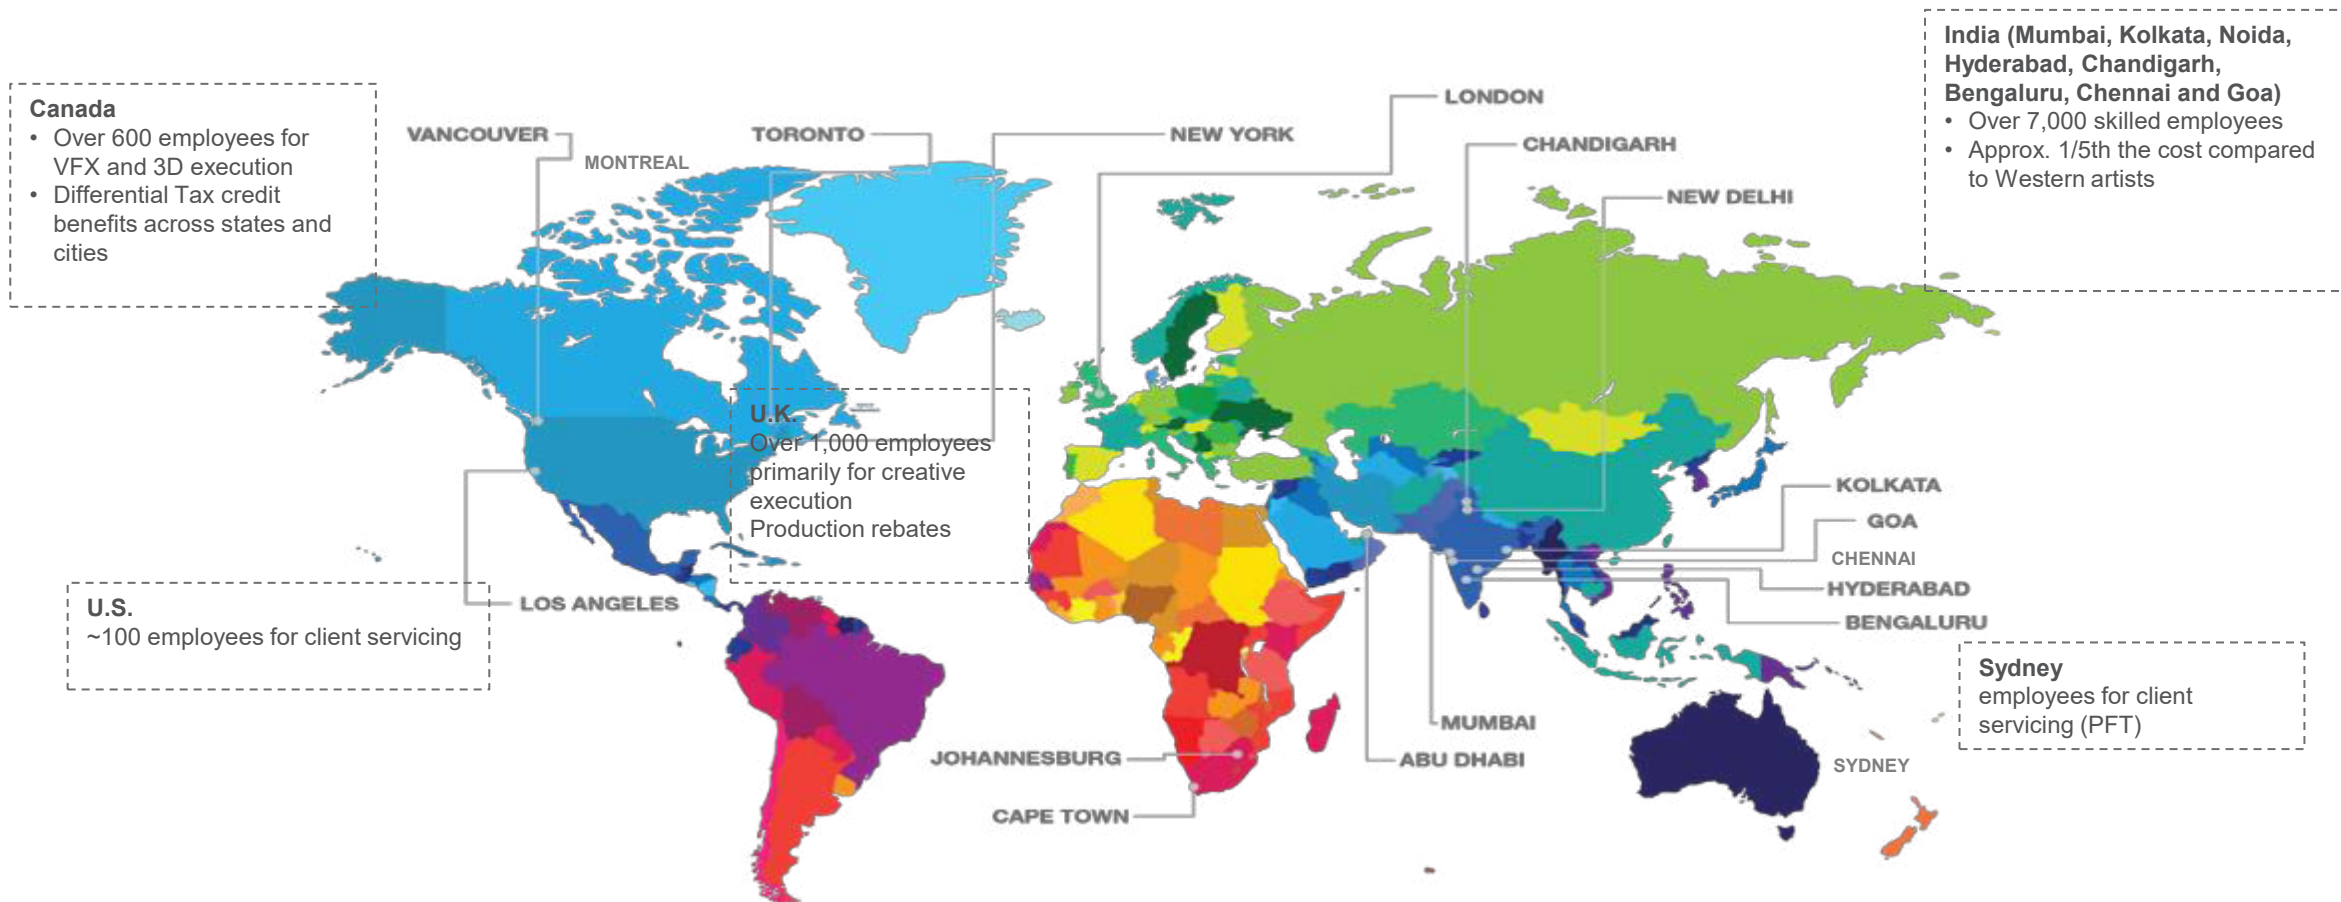 India (Mumbai, Kolkata, Noida,
Hyderabad, Chandigarh,
Bengaluru, Chennai and Goa)
• Over 7,000 skilled employees
• Approx. 1/5th the cost compared
to Western artists
Canada
• Over 600 employees for
VFX and 3D execution
• Differential Tax credit
benefits across states and
cities
VANCOUVER
MONTREAL
TORONTO
NEW YORK
LONDON
CHANDIGARH
NEW DELHI
U.K.
Over 1,000 employees
primarily for creative
execution
Production rebates
KOLKATA
GOA
CHENNAI
HYDERABAD
BENGALURU
U.S.
~100 employees for client servicing
LOS ANGELES
Sydney
employees for client
servicing (PFT)
MUMBAI
JOHANNESBURG
ABU DHABI
SYDNEY
CAPE TOWN